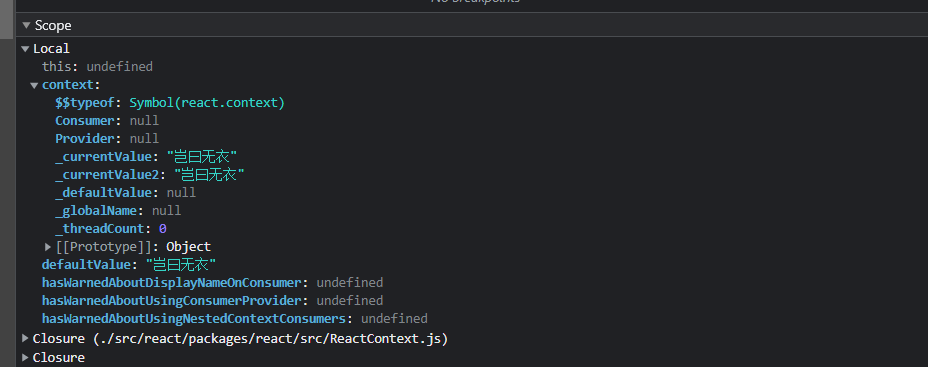 No breakpoints
Scope
Local
this: undefined
context:
$$typeof: Symbol(react.context)
Consumer: null
Provider: null
_currentValue: "岂曰无衣"
_currentValue2: "岂曰无衣"
_defaultValue: null
_globalName: null
_threadCount: 0
[[Prototype]]: Object
defaultValue: "岂曰无衣"
hasWarnedAboutDisplayNameOnConsumer: undefined
hasWarnedAboutUsingConsumerProvider: undefined
hasWarnedAboutUsingNestedContextConsumers: undefined
Closure (./src/react/packages/react/src/ReactContext.js)
Closure